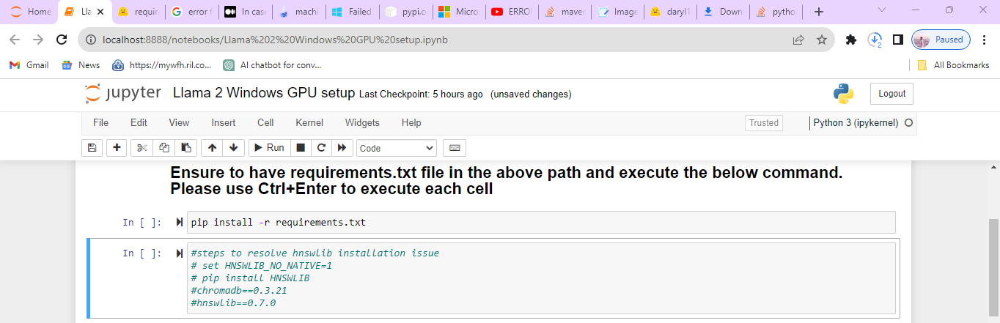 Home
Lla
requir
error f
In case
machi
Failed
pypi.o
Micro
ERRO
maven
Image
daryl1
Down
pytho
localhost:8888/notebooks/Llama%202%20Windows%20GPU%20setup.ipynb
2
Paused
Gmail
News
https://mywfh.ril.co...
AI chatbot for conv...
All Bookmarks
jupyter
Llama 2 Windows GPU setup Last Checkpoint: 5 hours ago (unsaved changes)
Logout
File Edit View Insert Cell Kernel Widgets Help
Trusted
Python 3 (ipykernel)
Run
Code
Ensure to have requirements.txt file in the above path and execute the below command.
Please use Ctrl+Enter to execute each cell
In [ ]:
pip install -r requirements.txt
In [ ]:
#steps to resolve hnswlib installation issue
# set HNSWLIB_NO_NATIVE=1
# pip install HNSWLIB
#chromadb==0.3.21
#hnswlib==0.7.0